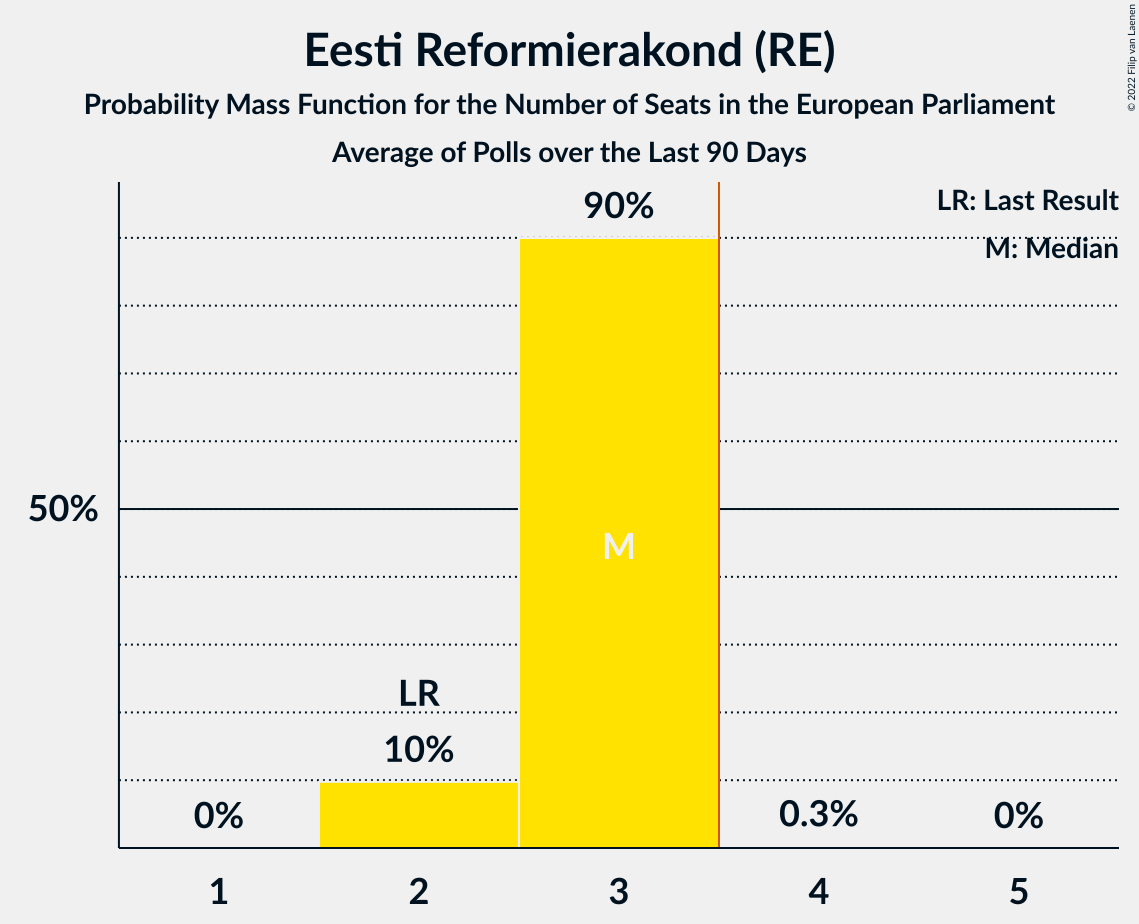 Eesti Reformierakond (RE)
Probability Mass Function for the Number of Seats in the European Parliament
Average of Polls over the Last 90 Days
© 2022 Filip van Laenen
LR: Last Result
M: Median
90%
50%
M
LR
10%
0%
0.3%
0%
1 2 3 4 5